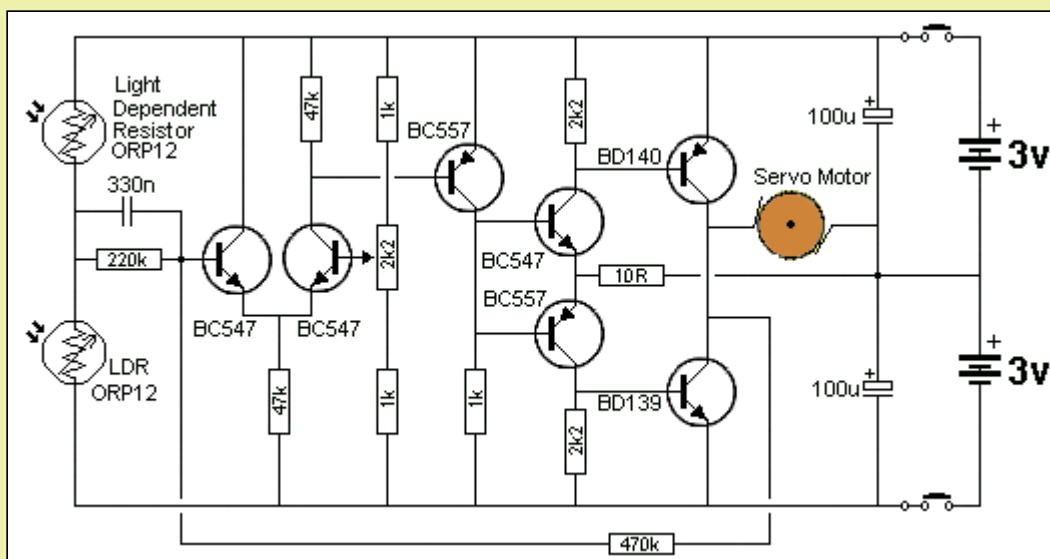 Light
Dependent
Resistor
ORP12
330n
220k
LDR
ORP12
BC547
BC547
47k
47k
1k
2k2
1k
BC557
1k
2k2
BC547
BC557
10R
2k2
BD140
BD139
Servo Motor
100u
+
100u
+
+
3v
+
3v
470k